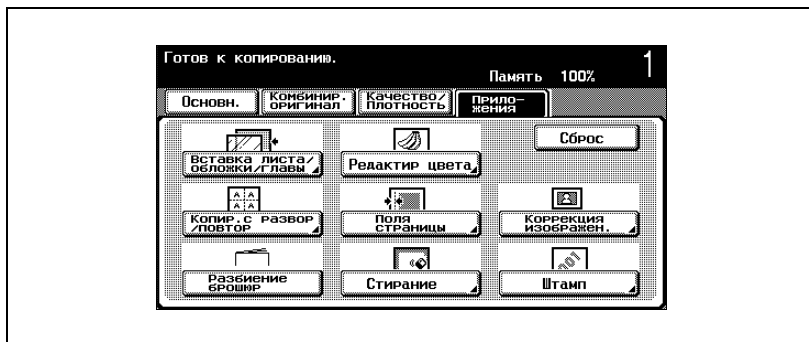 Готов к копированию.
Память 100% 1
Основн.
Комбинир.
оригинал
Качество/
Плотность
Прило-
жения
Сброс
Вставка листа/
обложки/главы
Редактир цвета
A A
A A
Копир.с развор
/повтор
Поля
страницы
Коррекция
изображен.
001
Разбиение
брошюр
Стирание
Штамп